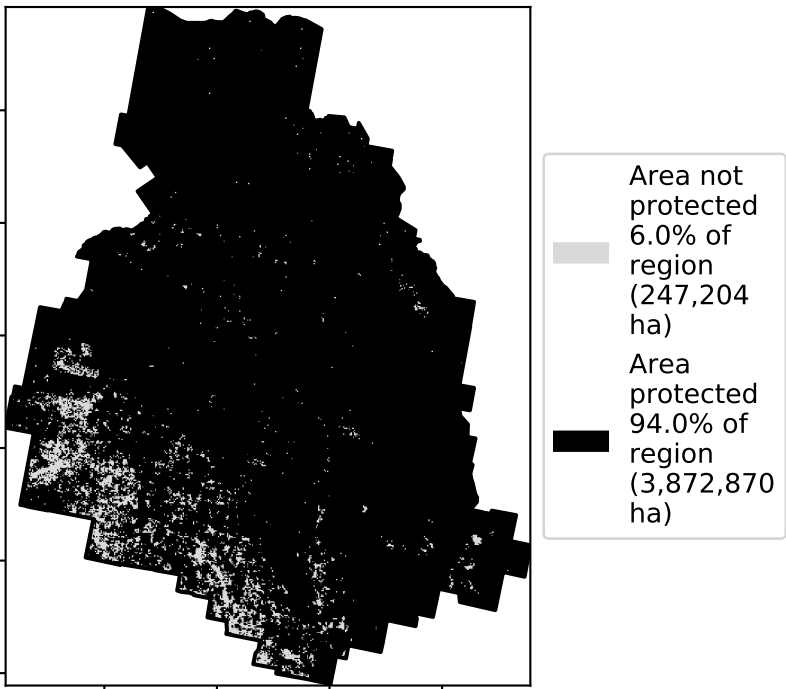 Area not
protected
6.0% of
region
(247,204
ha)
Area
protected
94.0% of
region
(3,872,870
ha)